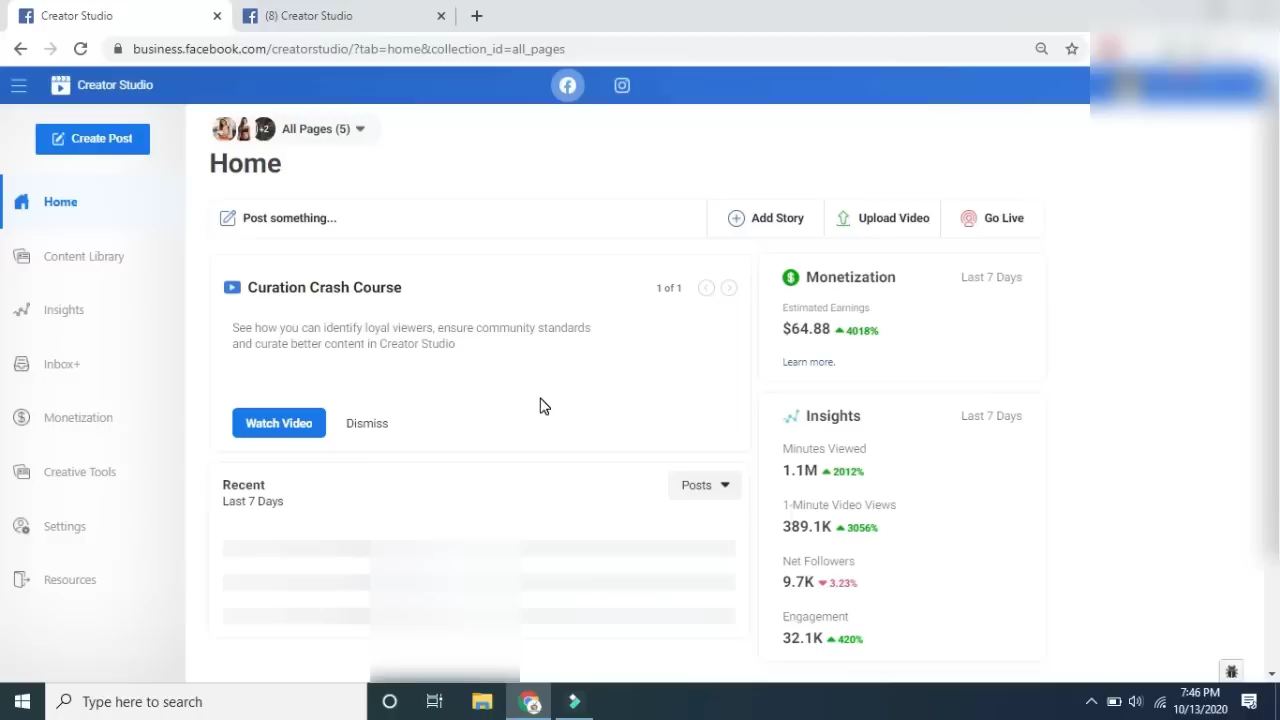 Creator Studio
(8) Creator Studio
business.facebook.com/creatorstudio/?tab=home&collection_id=all_pages
Creator Studio
Create Post
Home
Content Library
Insights
Inbox+
Monetization
Creative Tools
Settings
Resources
+2 All Pages (5)
Home
Post something...
Add Story
Upload Video
Go Live
Curation Crash Course
1 of 1
See how you can identify loyal viewers, ensure community standards
and curate better content in Creator Studio
Watch Video
Dismiss
Recent
Last 7 Days
Posts
Monetization
Last 7 Days
Estimated Earnings
$64.88 4018%
Learn more.
Insights
Last 7 Days
Minutes Viewed
1.1M 2012%
1-Minute Video Views
389.1K 3056%
Net Followers
9.7K 3.23%
Engagement
32.1K 420%
Type here to search
7:46 PM
10/13/2020